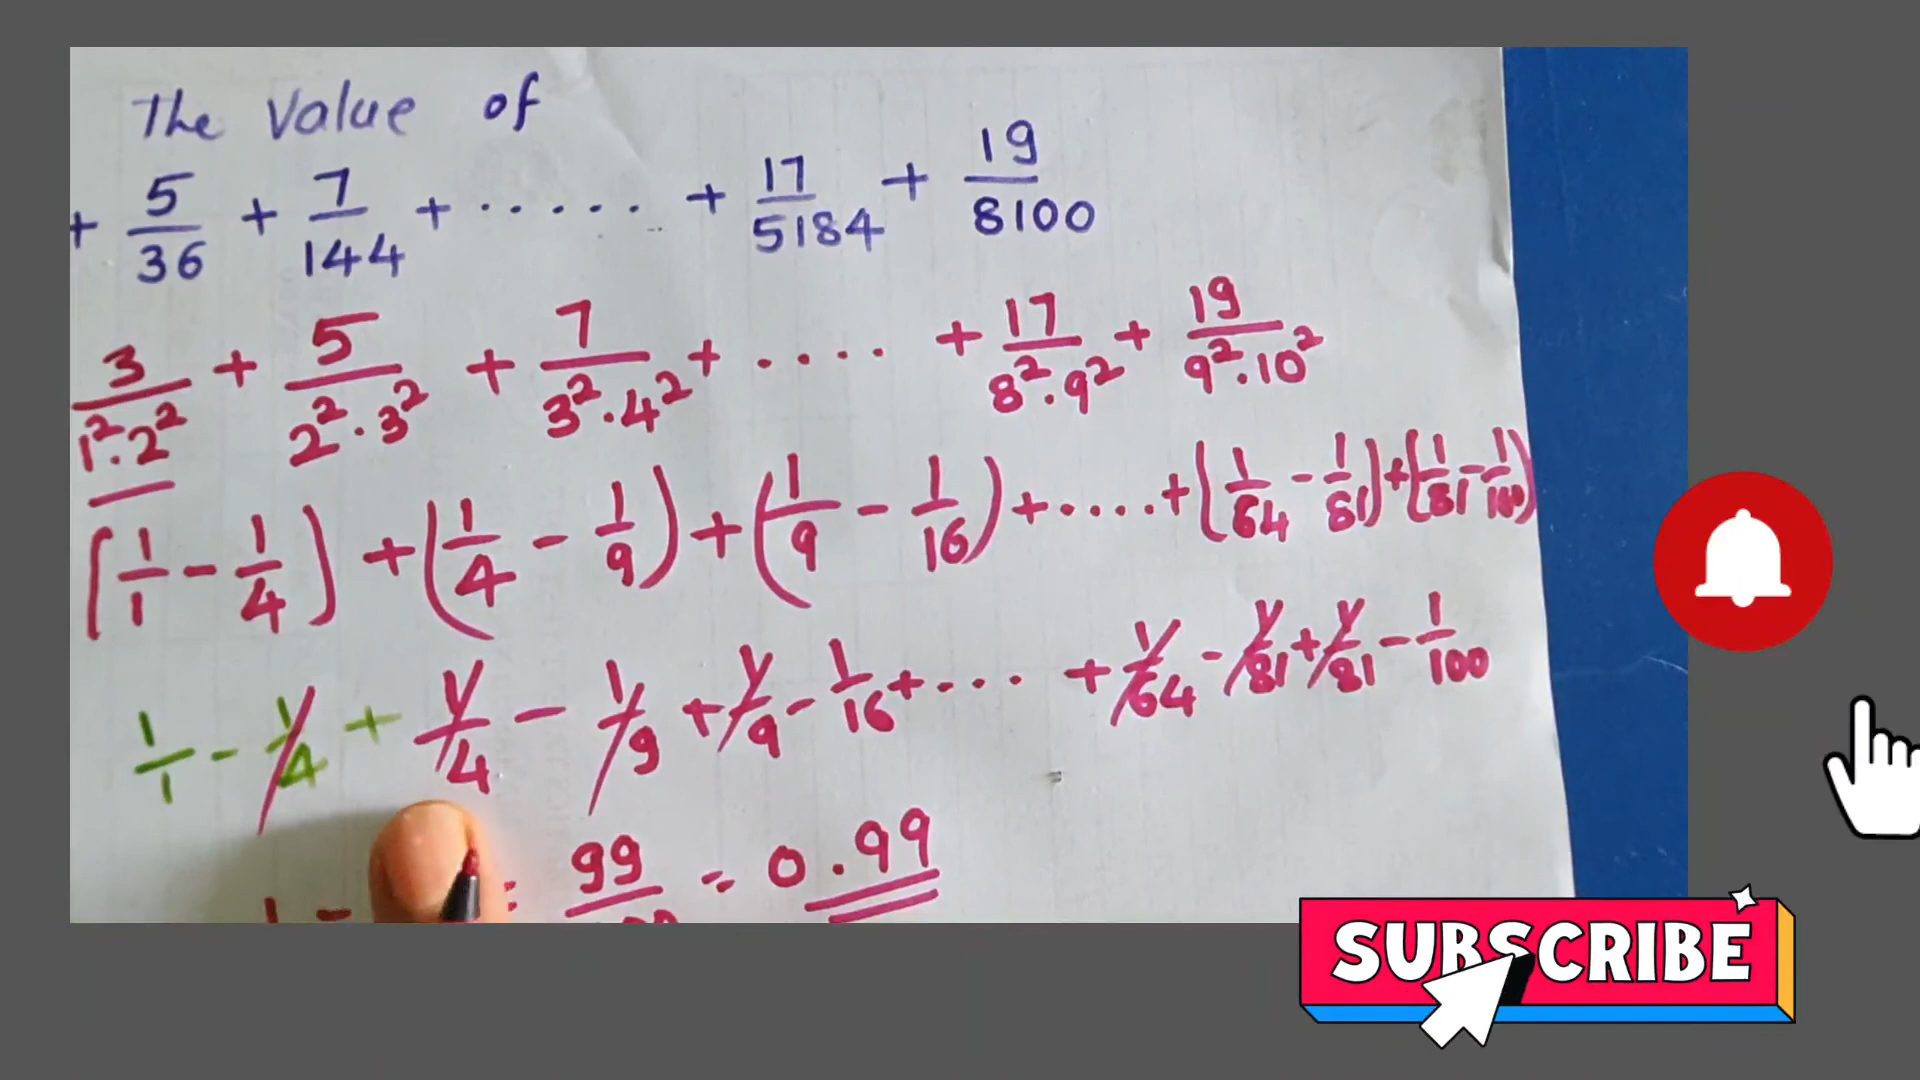 The Value of
+ 5/36 + 7/144 + ..... + 17/5184 + 19/8100
3/1².2² + 5/2².3² + 7/3².4² + .... + 17/8².9² + 19/9².10²
(1/1 - 1/4) + (1/4 - 1/9) + (1/9 - 1/16) + .... + (1/64 - 1/81) + (1/81 - 1/100)
1/1 - 1/4 + 1/4 - 1/9 + 1/9 - 1/16 + ... + 1/64 - 1/81 + 1/81 - 1/100
= 99/100 = 0.99
SUBSCRIBE